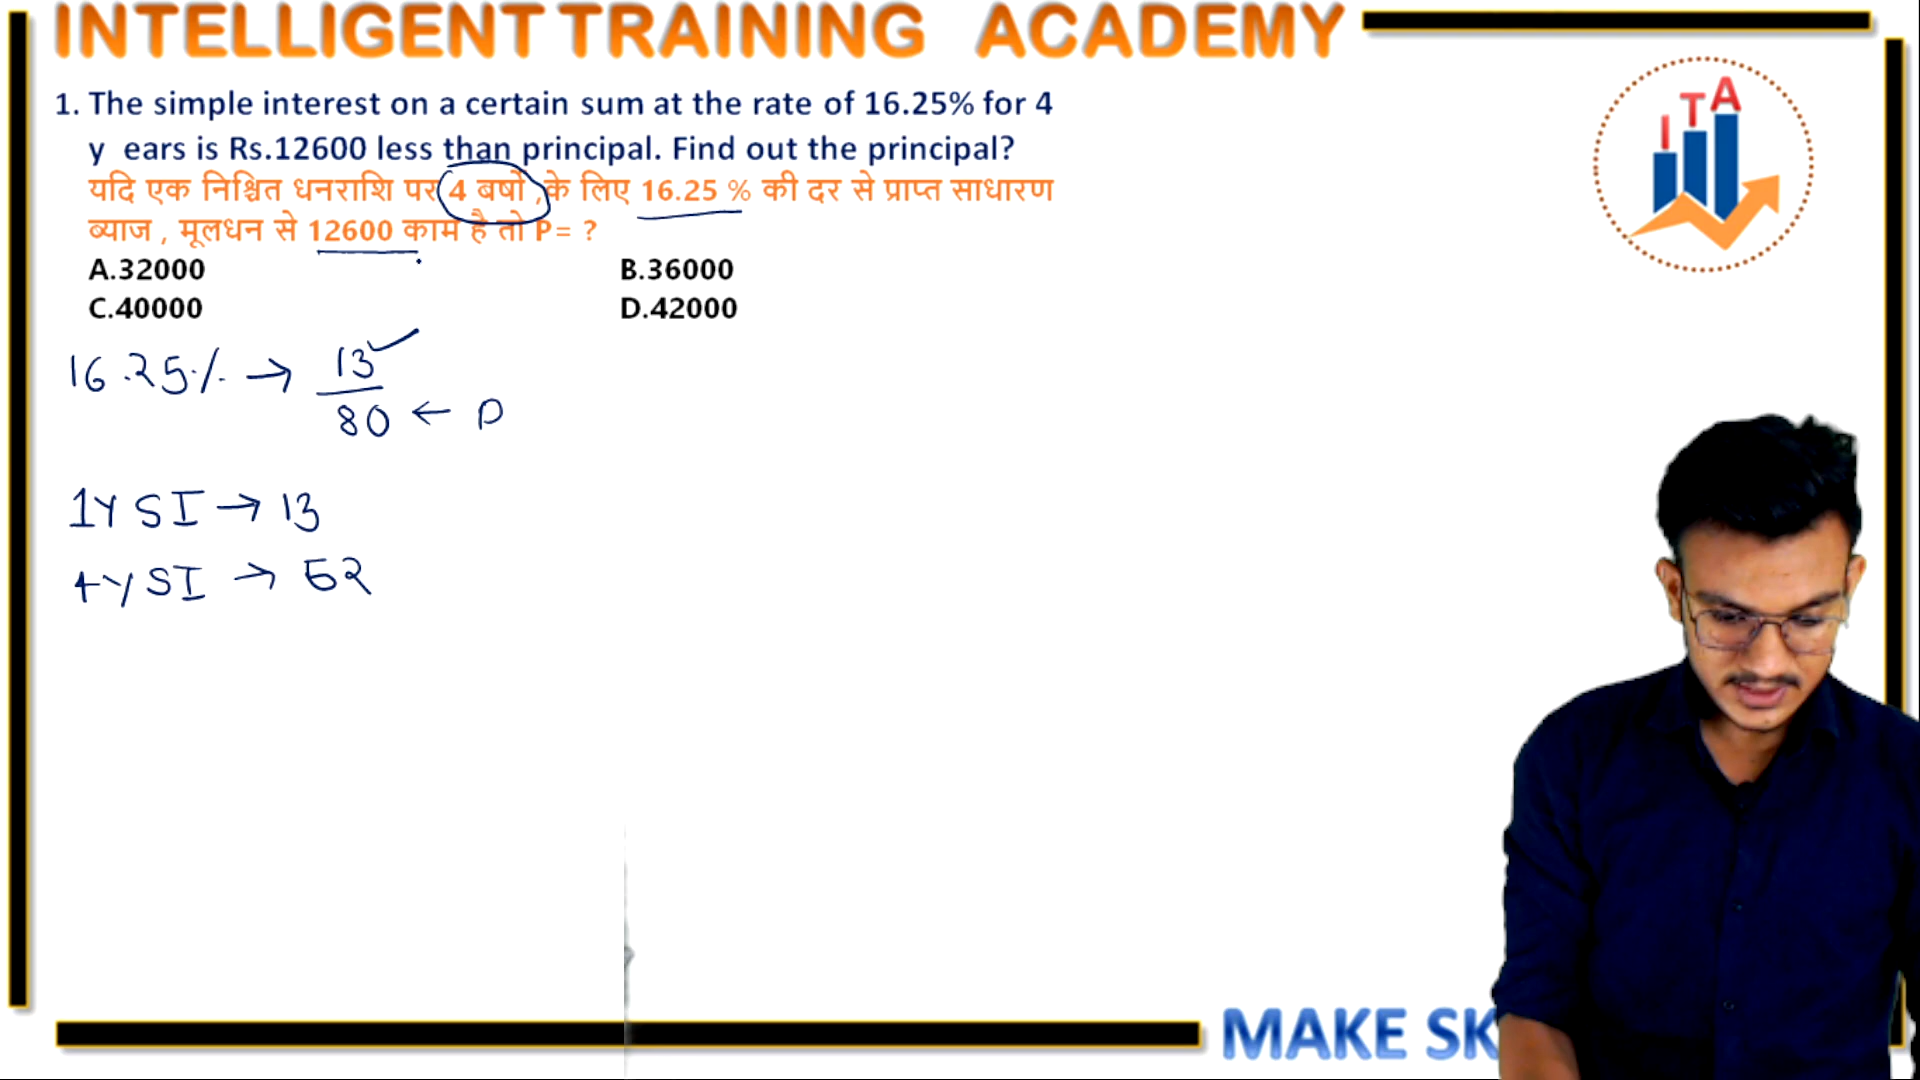 INTELLIGENT TRAINING ACADEMY
ITA
1. The simple interest on a certain sum at the rate of 16.25% for 4
y ears is Rs.12600 less than principal. Find out the principal?
यदि एक निश्चित धनराशि पर 4 बर्षो ,के लिए 16.25 % की दर से प्राप्त साधारण
ब्याज , मूलधन से 12600 काम है तो P= ?
A.32000 B.36000
C.40000 D.42000
16.25% → 13
80 ← P
1Y SI → 13
4Y SI → 52
MAKE SK